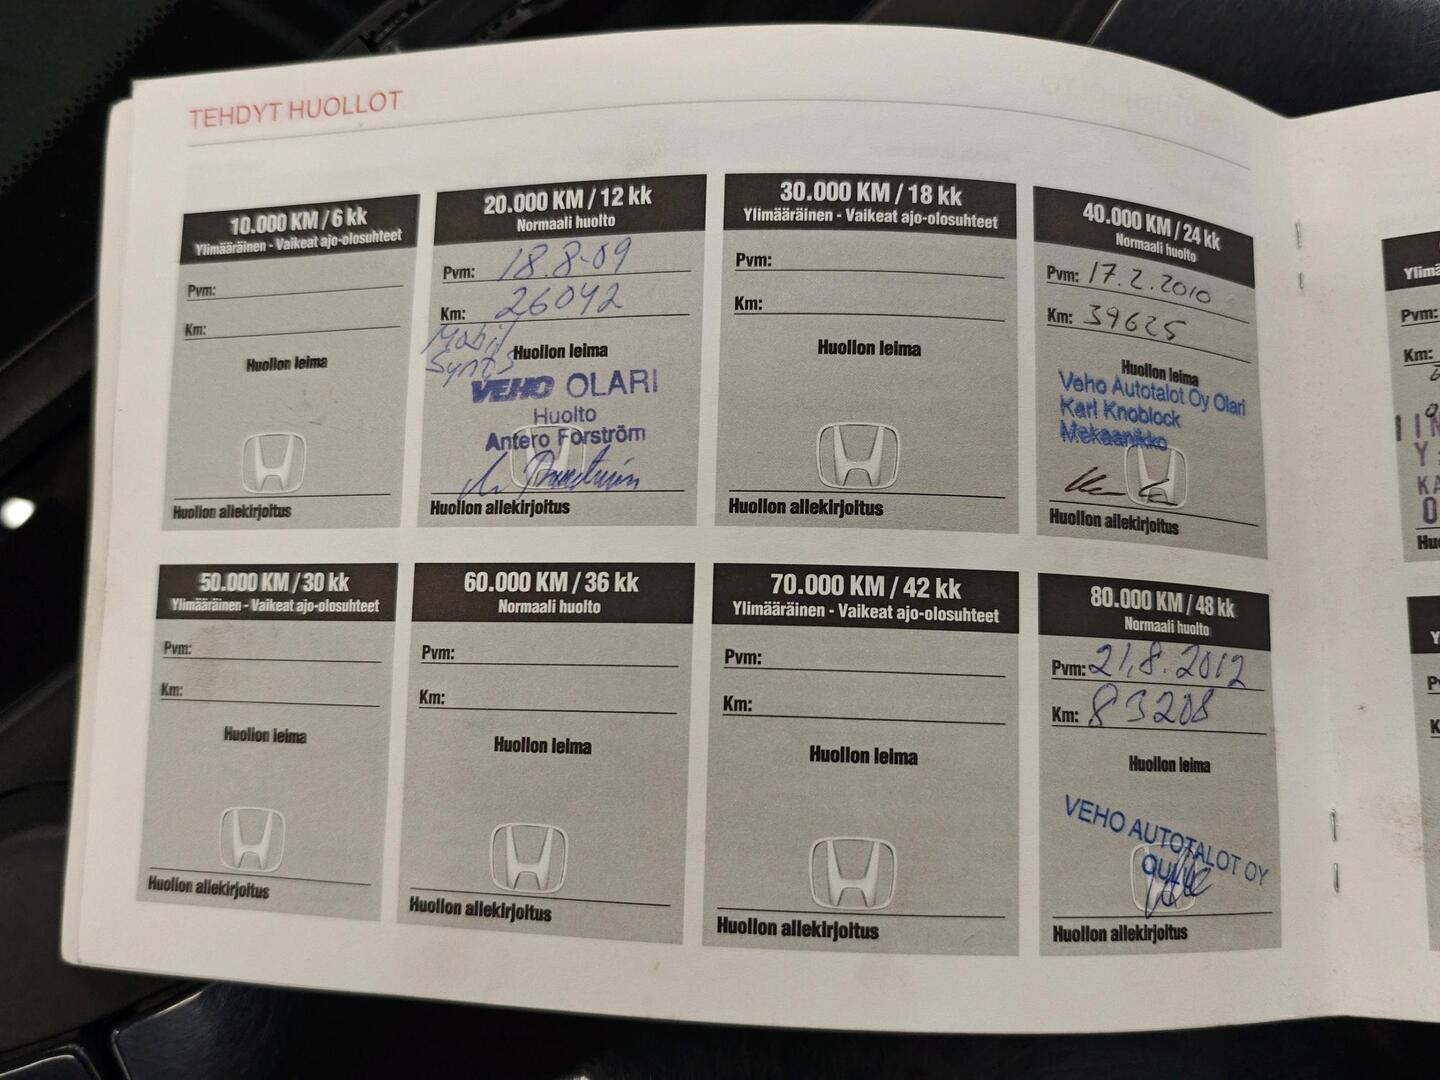 TEHDYT HUOLLOT
10.000 KM / 6 kk
Ylimääräinen - Vaikeat ajo-olosuhteet
Pvm:
Km:
Huollon leima
Huollon allekirjoitus
20.000 KM / 12 kk
Normaali huolto
Pvm: 18.8-09
Km: 26042
Mobil
Huollon leima
VEHO OLARI
Huolto
Antero Forström
Huollon allekirjoitus
30.000 KM / 18 kk
Ylimääräinen - Vaikeat ajo-olosuhteet
Pvm:
Km:
Huollon leima
Huollon allekirjoitus
40.000 KM / 24 kk
Normaali huolto
Pvm: 17.2.2010
Km: 39625
Huollon leima
Veho Autotalot Oy Olari
Karl Knoblock
Mekaanikko
Huollon allekirjoitus
50.000 KM / 30 kk
Ylimääräinen - Vaikeat ajo-olosuhteet
Pvm:
Km:
Huollon leima
Huollon allekirjoitus
60.000 KM / 36 kk
Normaali huolto
Pvm:
Km:
Huollon leima
Huollon allekirjoitus
70.000 KM / 42 kk
Ylimääräinen - Vaikeat ajo-olosuhteet
Pvm:
Km:
Huollon leima
Huollon allekirjoitus
80.000 KM / 48 kk
Normaali huolto
Pvm: 21.8.2012
Km: 83208
Huollon leima
VEHO AUTOTALOT OY
Huollon allekirjoitus
Pvm:
Km: